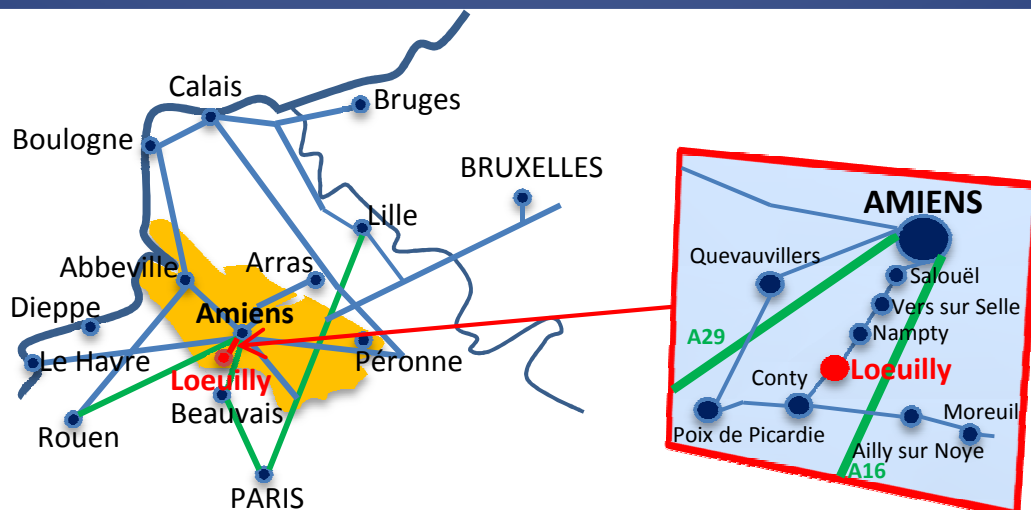 Calais
Bruges
Boulogne
BRUXELLES
Lille
Abbeville
Arras
Dieppe
Amiens
Le Havre
Péronne
Loeuilly
Beauvais
Rouen
PARIS
AMIENS
Quevauvillers
Salouël
Vers sur Selle
A29
Nampty
Loeuilly
Conty
Moreuil
Poix de Picardie
Ailly sur Noye
A16